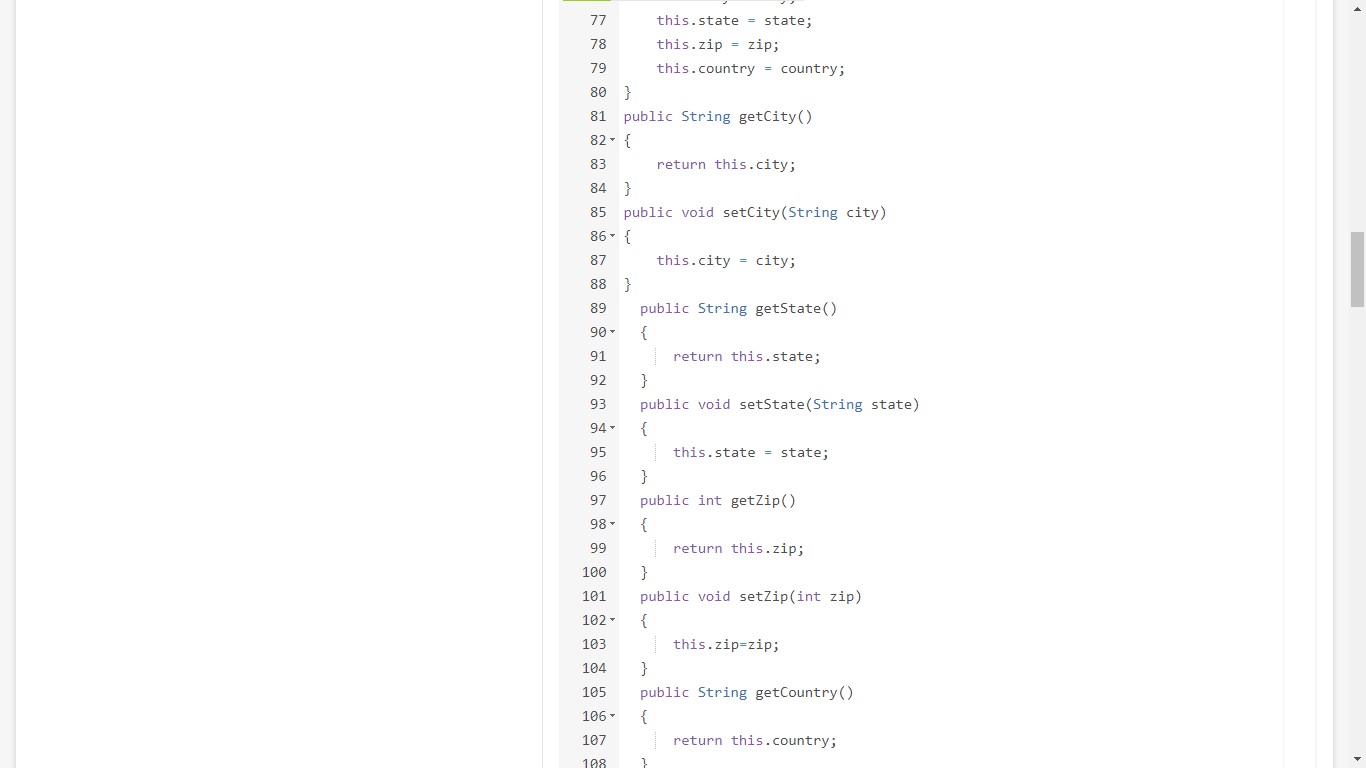 77 this.state = state;
78 this.zip = zip;
79 this.country = country;
80 }
81 public String getCity()
82 {
83 return this.city;
84 }
85 public void setCity(String city)
86 {
87 this.city = city;
88 }
89 public String getState()
90 {
91 return this.state;
92 }
93 public void setState(String state)
94 {
95 this.state = state;
96 }
97 public int getZip()
98 {
99 return this.zip;
100 }
101 public void setZip(int zip)
102 {
103 this.zip=zip;
104 }
105 public String getCountry()
106 {
107 return this.country;
108 }